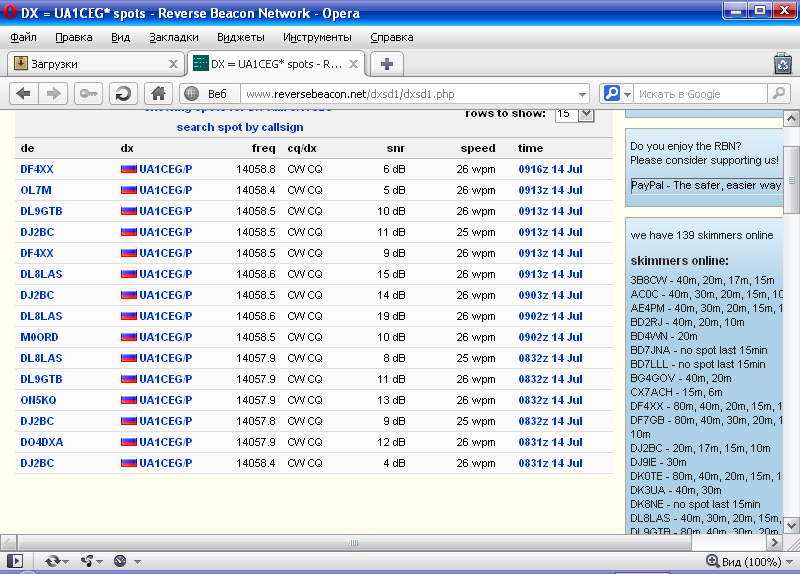 DX = UA1CEG* spots - Reverse Beacon Network - Opera
Файл Правка Вид Закладки Виджеты Инструменты Справка
Загрузки DX = UA1CEG* spots - R...
Веб www.reversebeacon.net/dxsd1/dxsd1.php Искать в Google
rows to show: 15
search spot by callsign
de dx freq cq/dx snr speed time
DF4XX UA1CEG/P 14058.8 CW CQ 6 dB 26 wpm 0916z 14 Jul
OL7M UA1CEG/P 14058.4 CW CQ 5 dB 26 wpm 0913z 14 Jul
DL9GTB UA1CEG/P 14058.5 CW CQ 10 dB 26 wpm 0913z 14 Jul
DJ2BC UA1CEG/P 14058.5 CW CQ 11 dB 25 wpm 0913z 14 Jul
DF4XX UA1CEG/P 14058.5 CW CQ 9 dB 26 wpm 0913z 14 Jul
DL8LAS UA1CEG/P 14058.6 CW CQ 15 dB 26 wpm 0913z 14 Jul
DJ2BC UA1CEG/P 14058.5 CW CQ 14 dB 26 wpm 0903z 14 Jul
DL8LAS UA1CEG/P 14058.6 CW CQ 19 dB 26 wpm 0902z 14 Jul
M0ORD UA1CEG/P 14058.5 CW CQ 10 dB 26 wpm 0902z 14 Jul
DL8LAS UA1CEG/P 14057.9 CW CQ 8 dB 25 wpm 0832z 14 Jul
DL9GTB UA1CEG/P 14057.9 CW CQ 11 dB 26 wpm 0832z 14 Jul
ON5KQ UA1CEG/P 14057.9 CW CQ 13 dB 26 wpm 0832z 14 Jul
DJ2BC UA1CEG/P 14057.8 CW CQ 9 dB 25 wpm 0832z 14 Jul
DO4DXA UA1CEG/P 14057.9 CW CQ 12 dB 26 wpm 0831z 14 Jul
DJ2BC UA1CEG/P 14058.4 CW CQ 4 dB 26 wpm 0831z 14 Jul
Do you enjoy the RBN?
Please consider supporting us!
PayPal - The safer, easier way
we have 139 skimmers online
skimmers online:
3B8CW - 40m, 20m, 17m, 15m
AC0C - 40m, 30m, 20m, 15m, 10
AE4PM - 40m, 30m, 20m, 15m, 1
BD2RJ - 40m, 20m, 10m
BD4WN - 20m
BD7JNA - no spot last 15min
BD7LLL - no spot last 15min
BG4GOV - 40m, 20m
CX7ACH - 15m, 6m
DF4XX - 80m, 40m, 20m, 15m, 1
DF7GB - 80m, 40m, 30m, 20m, 1
10m
DJ2BC - 20m, 17m, 15m, 10m
DJ9IE - 30m
DK0TE - 80m, 40m, 20m, 15m, 1
DK3UA - 40m, 30m
DK8NE - no spot last 15min
DL8LAS - 40m, 30m, 20m, 15m,
DL9GTB - 80m, 40m, 30m, 20m,
Вид (100%)